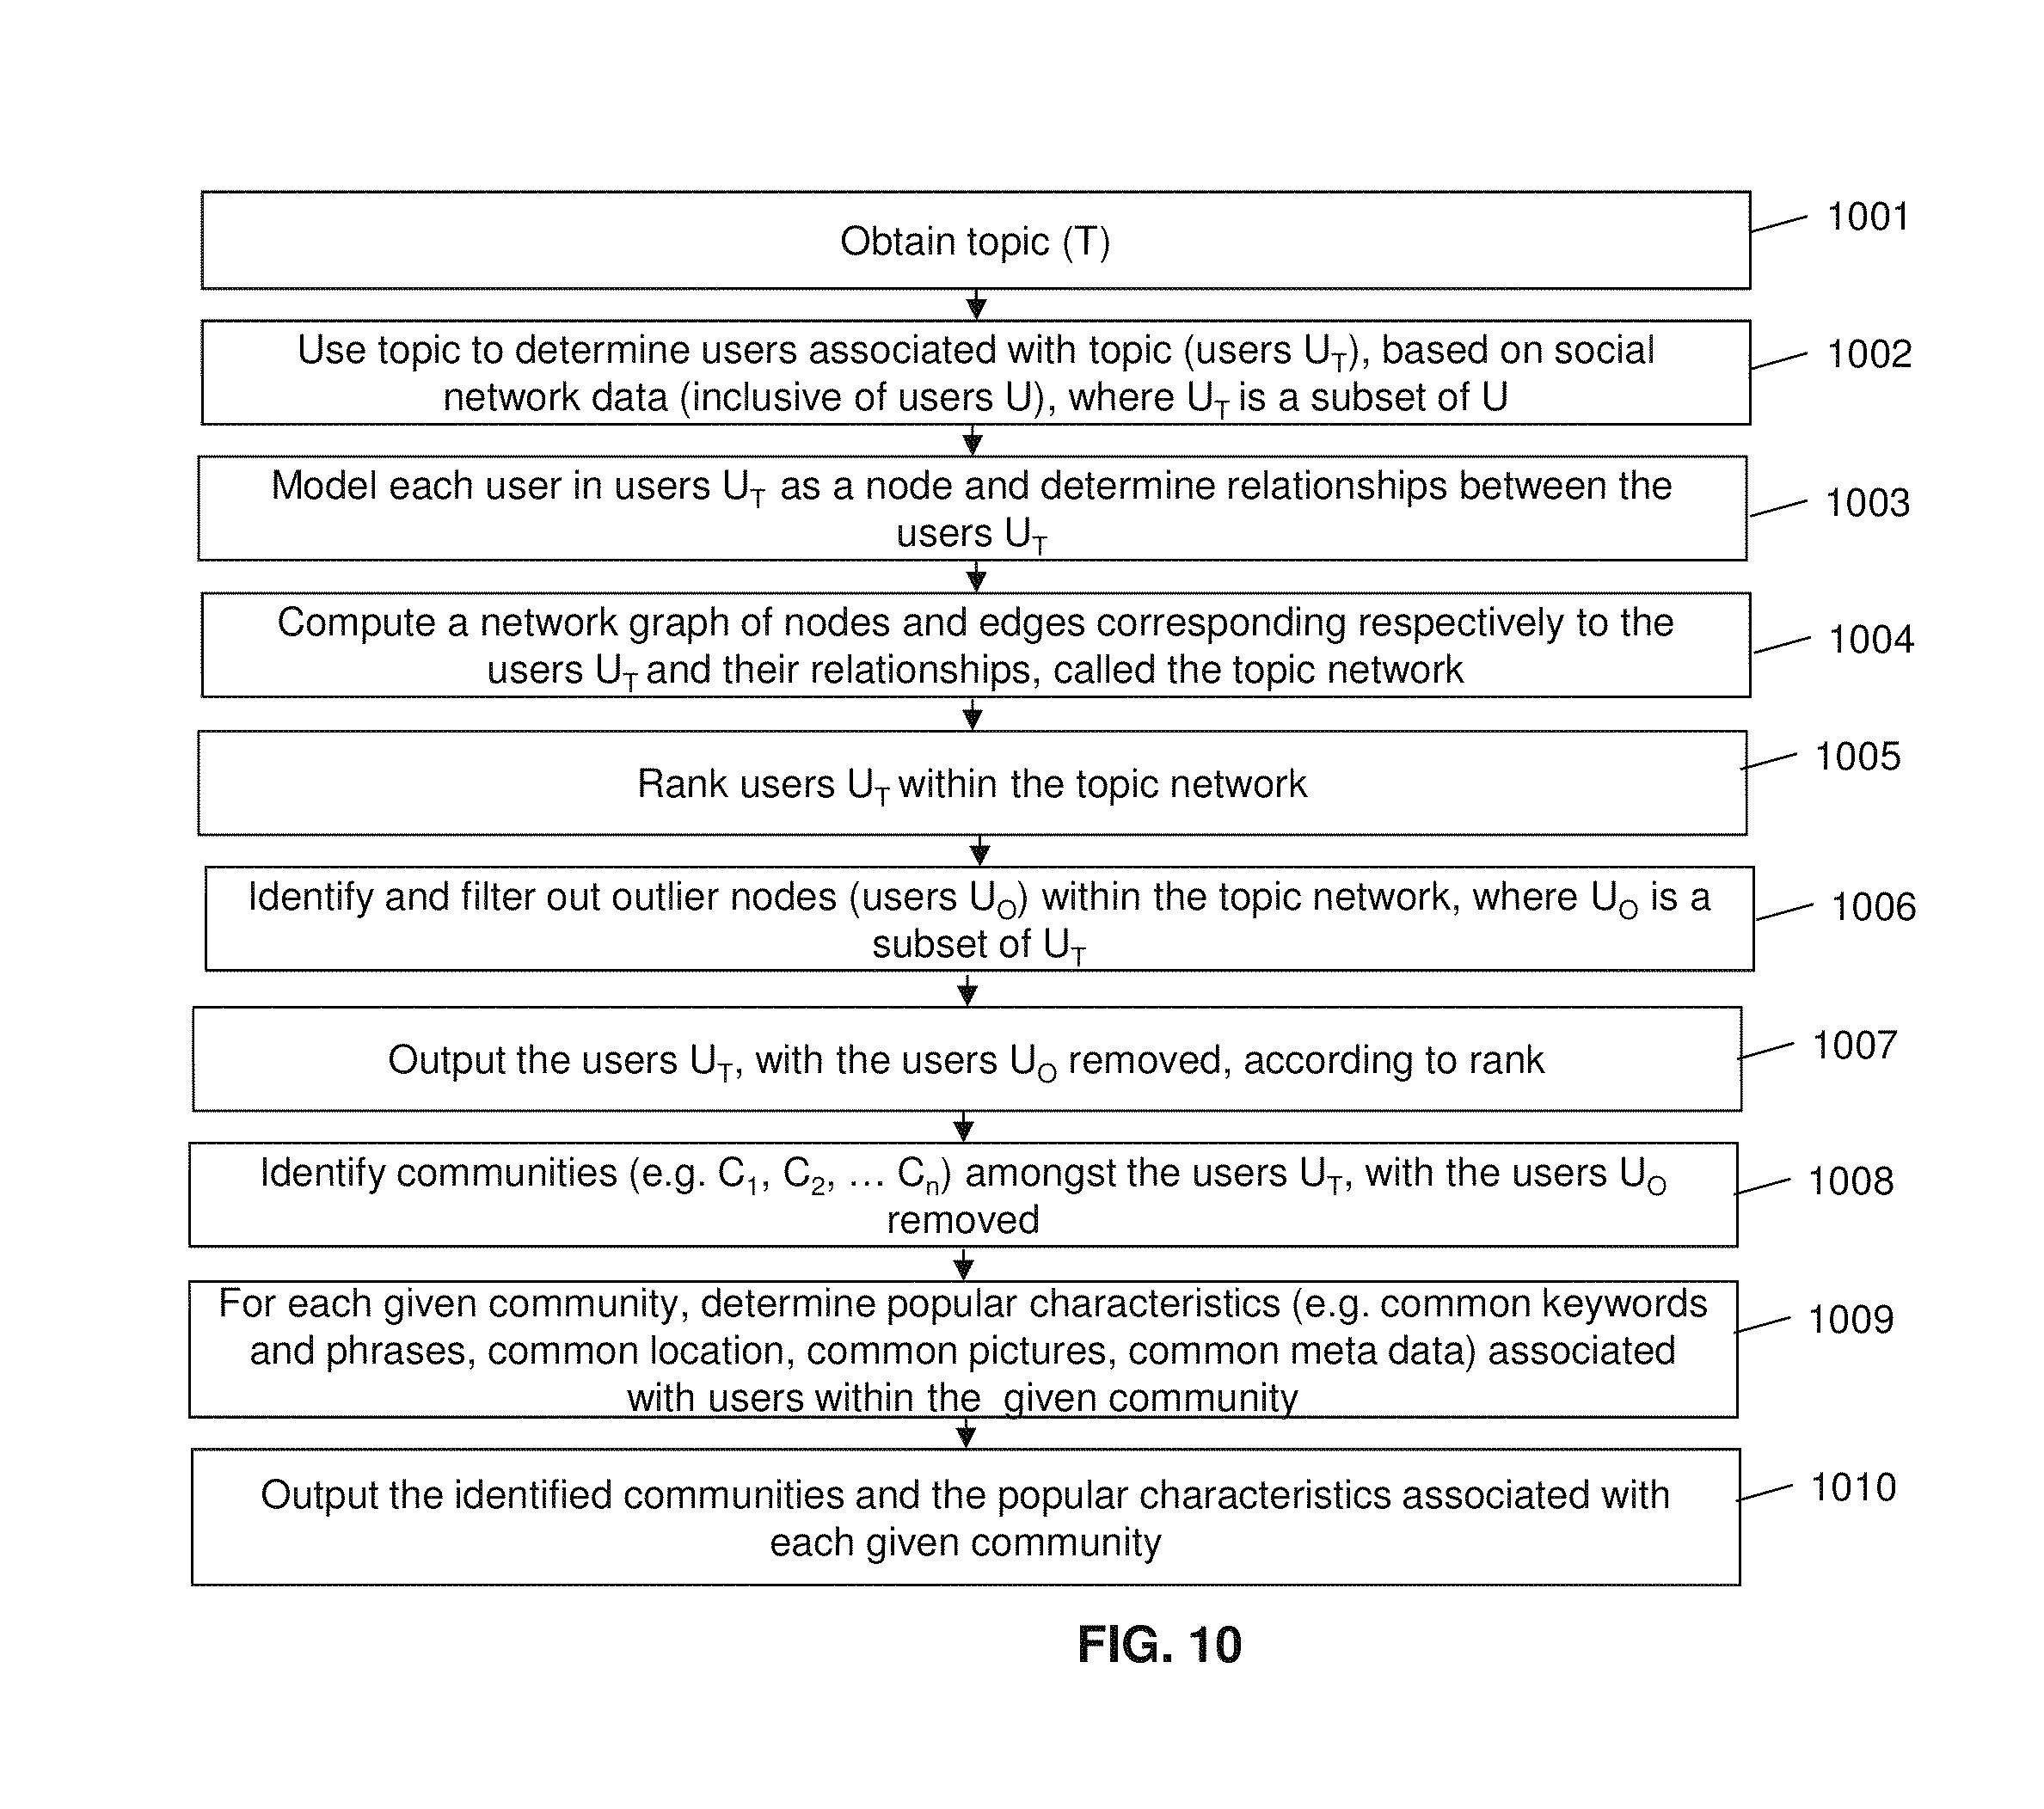 Obtain topic (T)
1001
Use topic to determine users associated with topic (users U_T), based on social
network data (inclusive of users U), where U_T is a subset of U
1002
Model each user in users U_T as a node and determine relationships between the
users U_T
1003
Compute a network graph of nodes and edges corresponding respectively to the
users U_T and their relationships, called the topic network
1004
Rank users U_T within the topic network
1005
Identify and filter out outlier nodes (users U_O) within the topic network, where U_O is a
subset of U_T
1006
Output the users U_T, with the users U_O removed, according to rank
1007
Identify communities (e.g. C_1, C_2, … C_n) amongst the users U_T, with the users U_O
removed
1008
For each given community, determine popular characteristics (e.g. common keywords
and phrases, common location, common pictures, common meta data) associated
with users within the given community
1009
Output the identified communities and the popular characteristics associated with
each given community
1010
FIG. 10